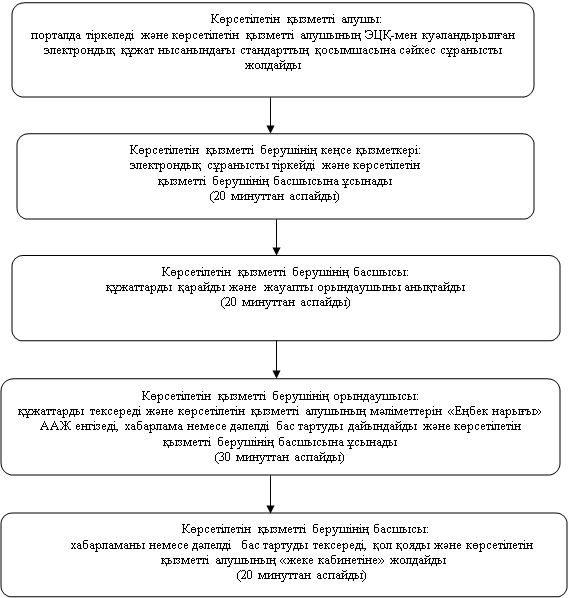 Көрсетілетін қызметті алушы:
порталда тіркеледі және көрсетілетін қызметті алушының ЭЦҚ-мен куәландырылған
электрондық құжат нысанындағы стандарттың қосымшасына сәйкес сұранысты
жолдайды
Көрсетілетін қызметті берушінің кеңсе қызметкері:
электрондық сұранысты тіркейді және көрсетілетін
қызметті берушінің басшысына ұсынады
(20 минуттан аспайды)
Көрсетілетін қызметті берушінің басшысы:
құжаттарды қарайды және жауапты орындаушыны анықтайды
(20 минуттан аспайды)
Көрсетілетін қызметті берушінің орындаушысы:
құжаттарды тексереді және көрсетілетін қызметті алушының мәліметтерін «Еңбек нарығы»
ААЖ енгізеді, хабарлама немесе дәлелді бас тартуды дайындайды және көрсетілетін
қызметті берушінің басшысына ұсынады
(30 минуттан аспайды)
Көрсетілетін қызметті берушінің басшысы:
хабарламаны немесе дәлелді бас тартуды тексереді, қол қояды және көрсетілетін
қызметті алушының «жеке кабинетіне» жолдайды
(20 минуттан аспайды)